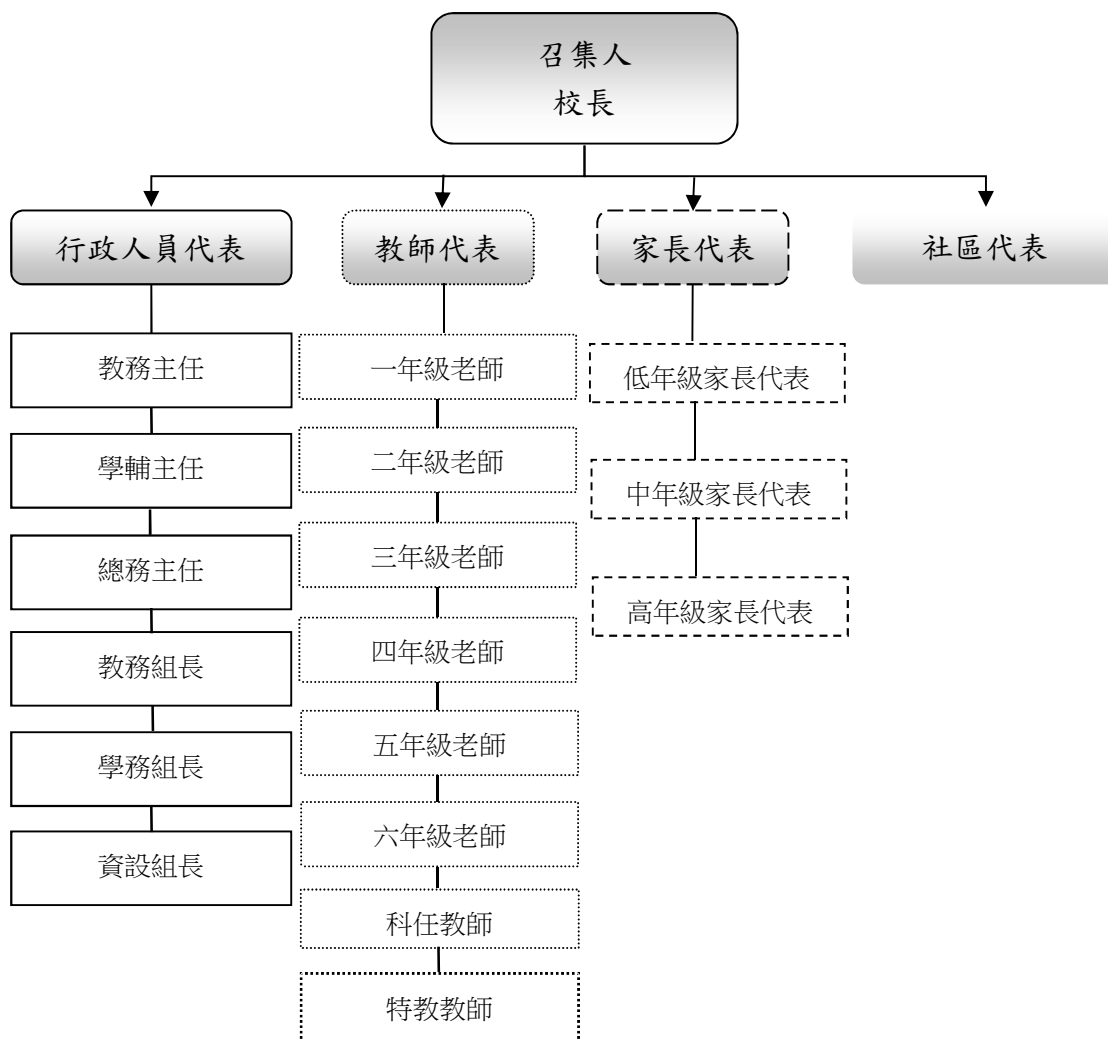 召集人
校長
行政人員代表
教師代表
家長代表
社區代表
教務主任
學輔主任
總務主任
教務組長
學務組長
資設組長
一年級老師
二年級老師
三年級老師
四年級老師
五年級老師
六年級老師
科任教師
特教教師
低年級家長代表
中年級家長代表
高年級家長代表